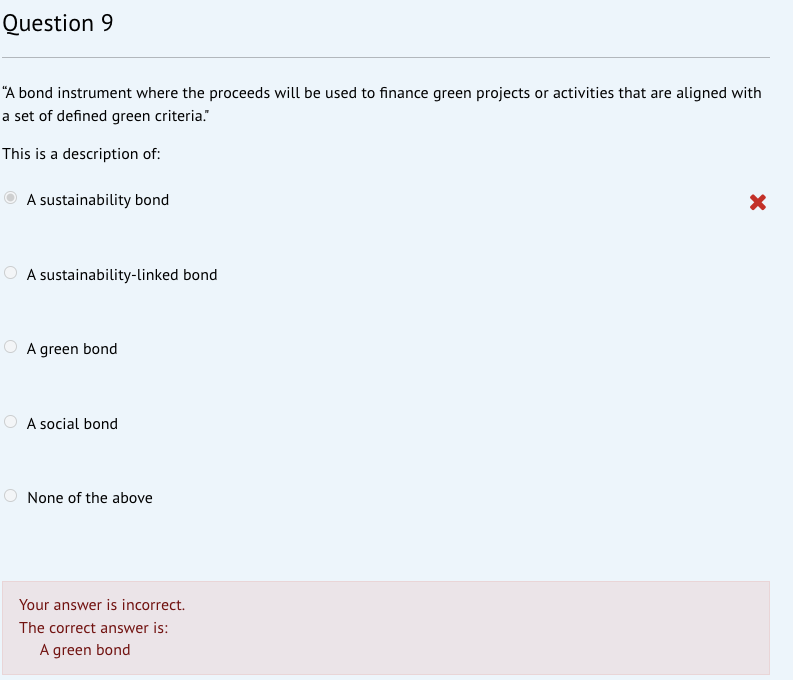 Question 9
“A bond instrument where the proceeds will be used to finance green projects or activities that are aligned with
a set of defined green criteria."
This is a description of:
A sustainability bond
A sustainability-linked bond
A green bond
A social bond
None of the above
Your answer is incorrect.
The correct answer is:
A green bond